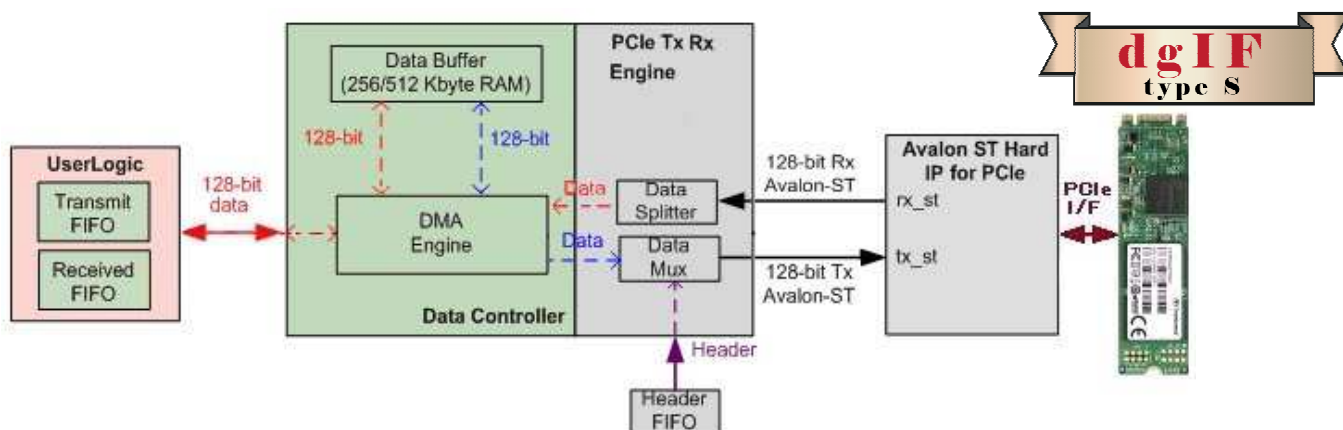 dgIF
type S
Data Buffer
(256/512 Kbyte RAM)
128-bit
128-bit
DMA
Engine
Data Controller
PCIe Tx Rx
Engine
Data
Splitter
Data
Data
Mux
Data
Header
Header
FIFO
UserLogic
Transmit
FIFO
Received
FIFO
128-bit
data
128-bit Rx
Avalon-ST
128-bit Tx
Avalon-ST
Avalon ST Hard
IP for PCIe
rx_st
tx_st
PCIe
I/F
CE